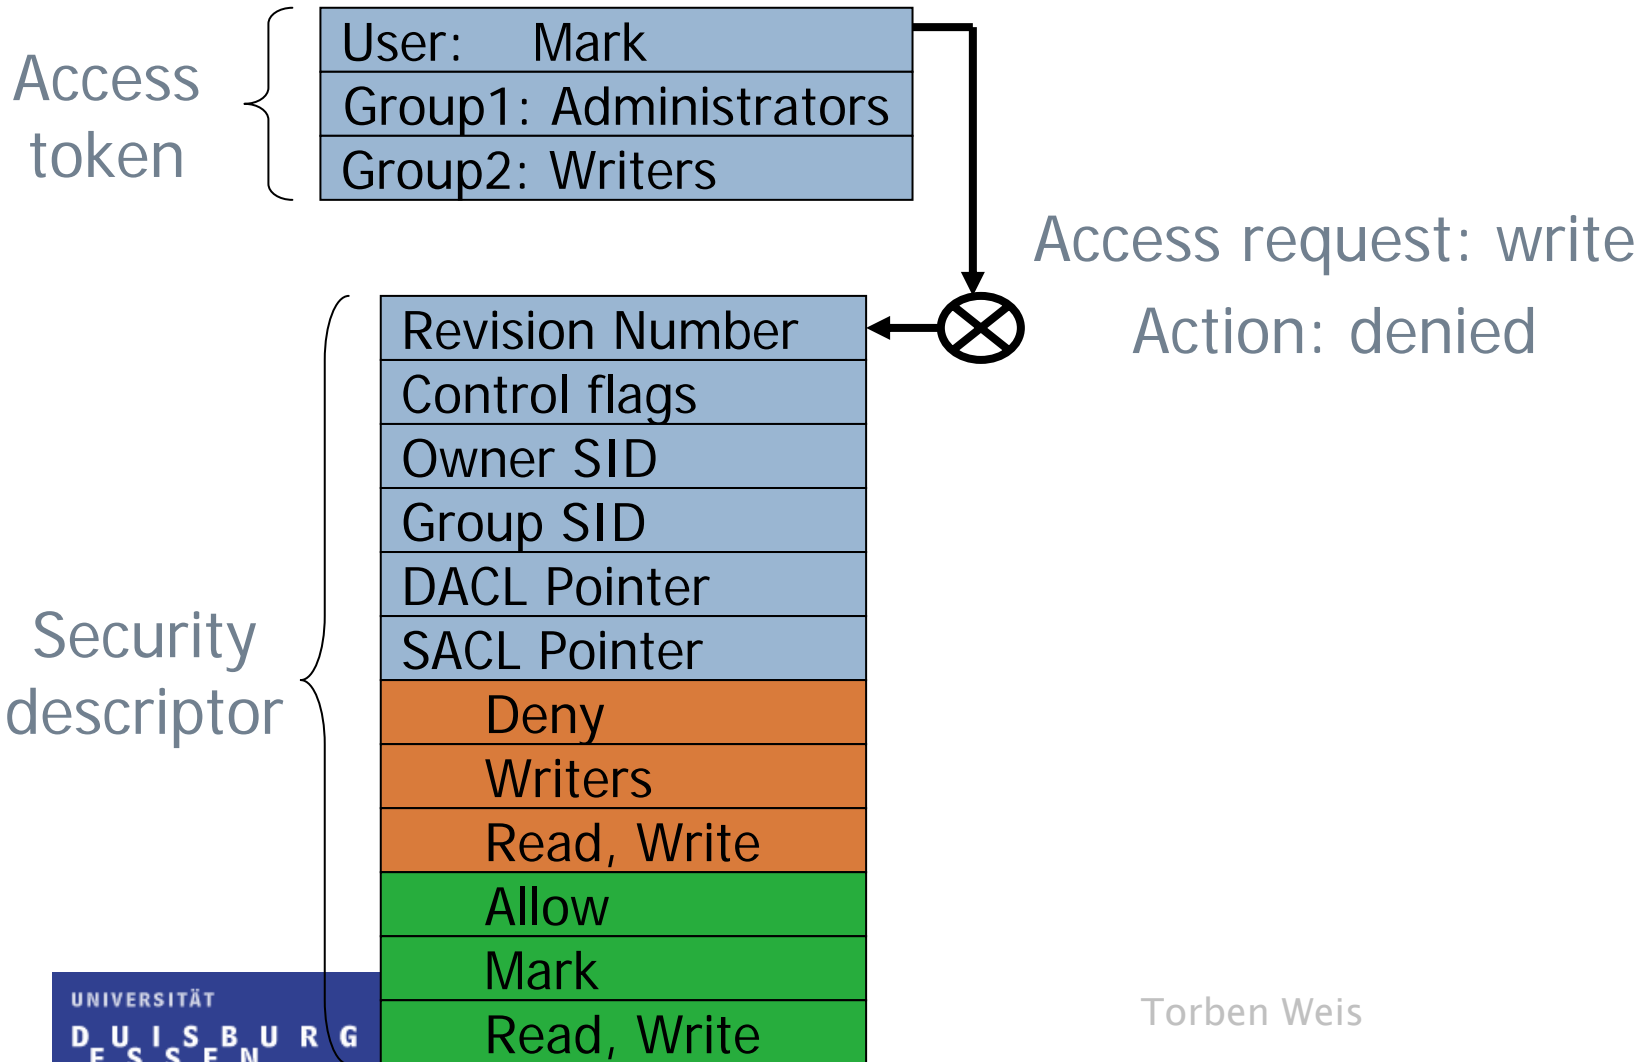 Access
token
User: Mark
Group1: Administrators
Group2: Writers
Access request: write
Action: denied
Security
descriptor
Revision Number
Control flags
Owner SID
Group SID
DACL Pointer
SACL Pointer
Deny
Writers
Read, Write
Allow
Mark
Read, Write
UNIVERSITÄT
DUISBURG
ESSEN
Torben Weis